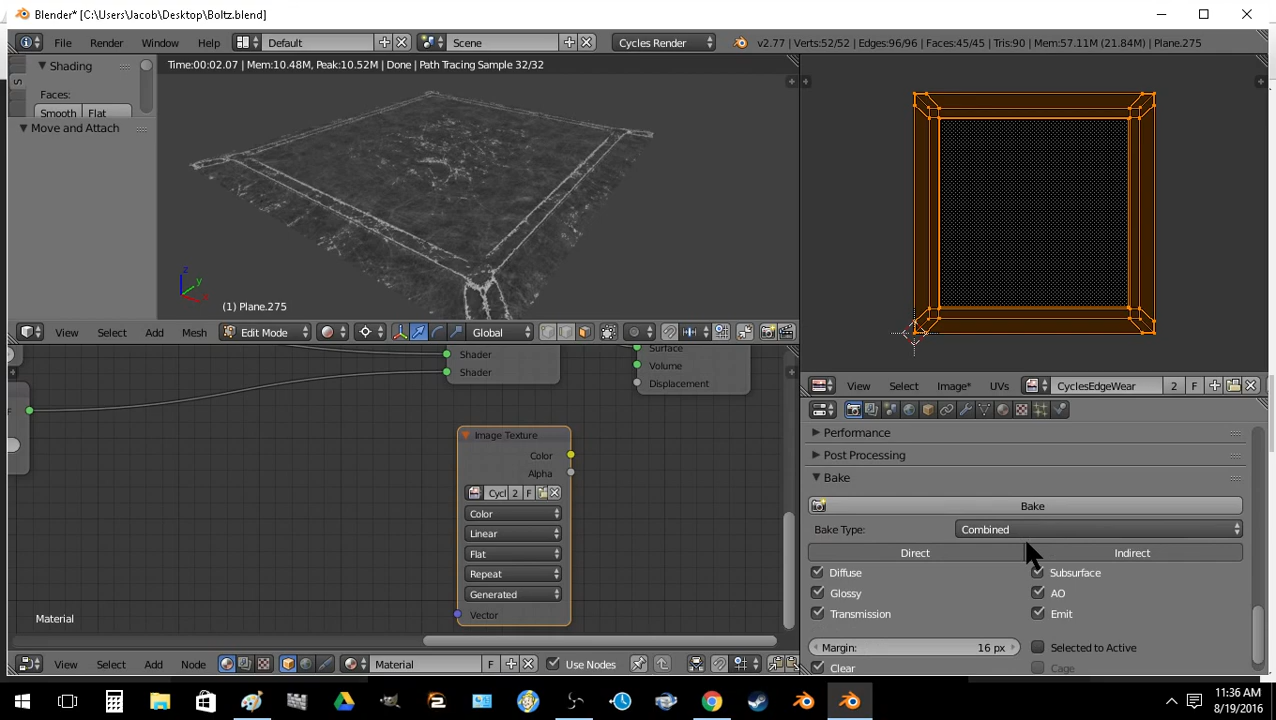 Blender* [C:\Users\Jacob\Desktop\Boltz.blend]
File Render Window Help Default Scene Cycles Render v2.77 | Verts:52/52 | Edges:96/96 | Faces:45/45 | Tris:90 | Mem:57.11M (21.84M) | Plane.275
Shading
Faces:
Smooth Flat
Move and Attach
S
Time:00:02.07 | Mem:10.48M, Peak:10.52M | Done | Path Tracing Sample 32/32
z
y
x
(1) Plane.275
View Select Add Mesh Edit Mode Global
View Select Image* UVs CyclesEdgeWear 2 F
Shader
Shader
Surface
Volume
Displacement
Image Texture
Color
Alpha
Cycl 2 F
Color
Linear
Flat
Repeat
Generated
Vector
Material
View Select Add Node Material F Use Nodes
Performance
Post Processing
Bake
Bake
Bake Type: Combined
Direct Indirect
Diffuse Subsurface
Glossy AO
Transmission Emit
Margin: 16 px Selected to Active
Clear Cage
11:36 AM
8/19/2016